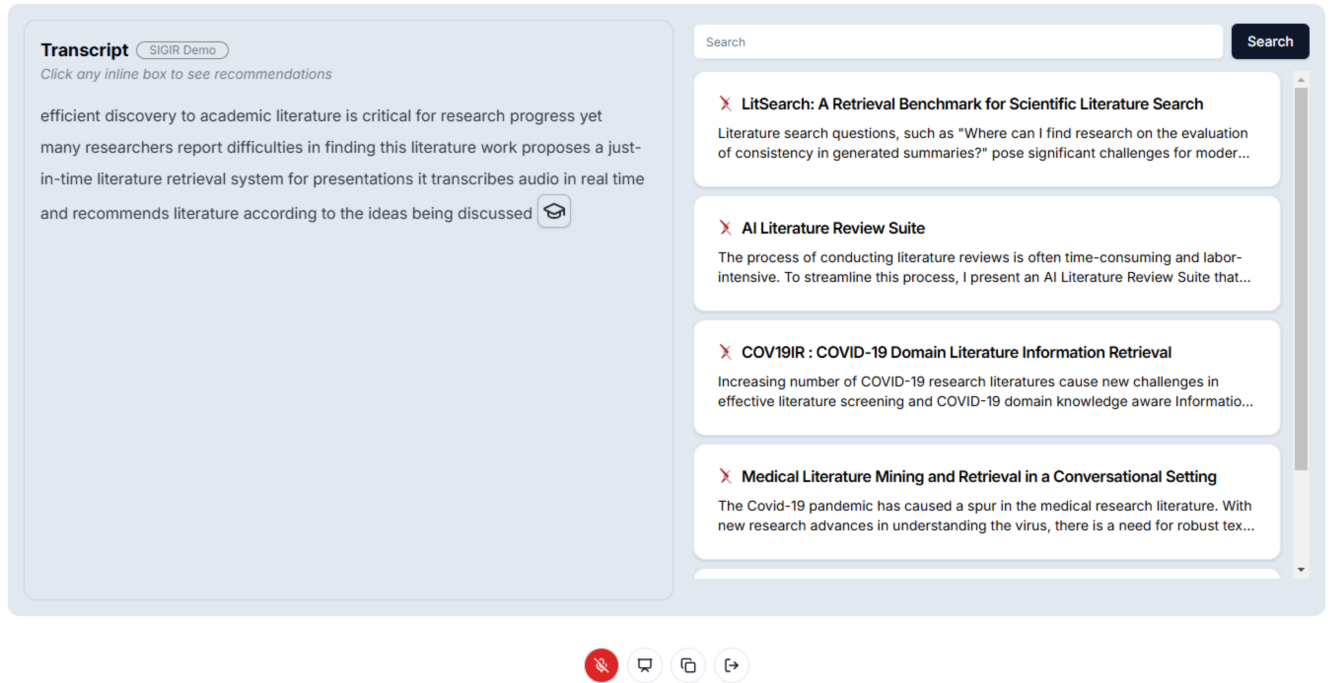 Transcript SIGIR Demo
Click any inline box to see recommendations
efficient discovery to academic literature is critical for research progress yet
many researchers report difficulties in finding this literature work proposes a just-
in-time literature retrieval system for presentations it transcribes audio in real time
and recommends literature according to the ideas being discussed
Search Search
LitSearch: A Retrieval Benchmark for Scientific Literature Search
Literature search questions, such as "Where can I find research on the evaluation
of consistency in generated summaries?" pose significant challenges for moder...
AI Literature Review Suite
The process of conducting literature reviews is often time-consuming and labor-
intensive. To streamline this process, I present an AI Literature Review Suite that...
COV19IR : COVID-19 Domain Literature Information Retrieval
Increasing number of COVID-19 research literatures cause new challenges in
effective literature screening and COVID-19 domain knowledge aware Informatio...
Medical Literature Mining and Retrieval in a Conversational Setting
The Covid-19 pandemic has caused a spur in the medical research literature. With
new research advances in understanding the virus, there is a need for robust tex...